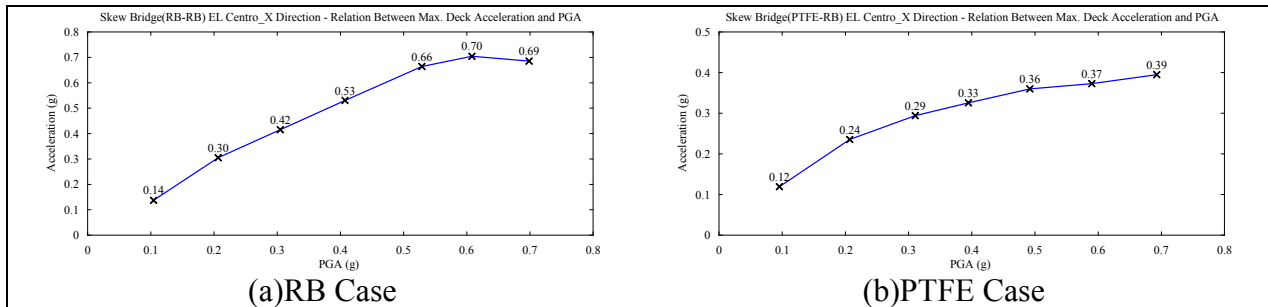 Skew Bridge(RB-RB) EL Centro_X Direction - Relation Between Max. Deck Acceleration and PGA
0.8
0.7
0.6
0.5
0.4
0.3
0.2
0.1
0
Acceleration (g)
0.14
0.30
0.42
0.53
0.66
0.70
0.69
0 0.1 0.2 0.3 0.4 0.5 0.6 0.7 0.8
PGA (g)
(a)RB Case
Skew Bridge(PTFE-RB) EL Centro_X Direction - Relation Between Max. Deck Acceleration and PGA
0.5
0.4
0.3
0.2
0.1
0
Acceleration (g)
0.12
0.24
0.29
0.33
0.36
0.37
0.39
0 0.1 0.2 0.3 0.4 0.5 0.6 0.7 0.8
PGA (g)
(b)PTFE Case